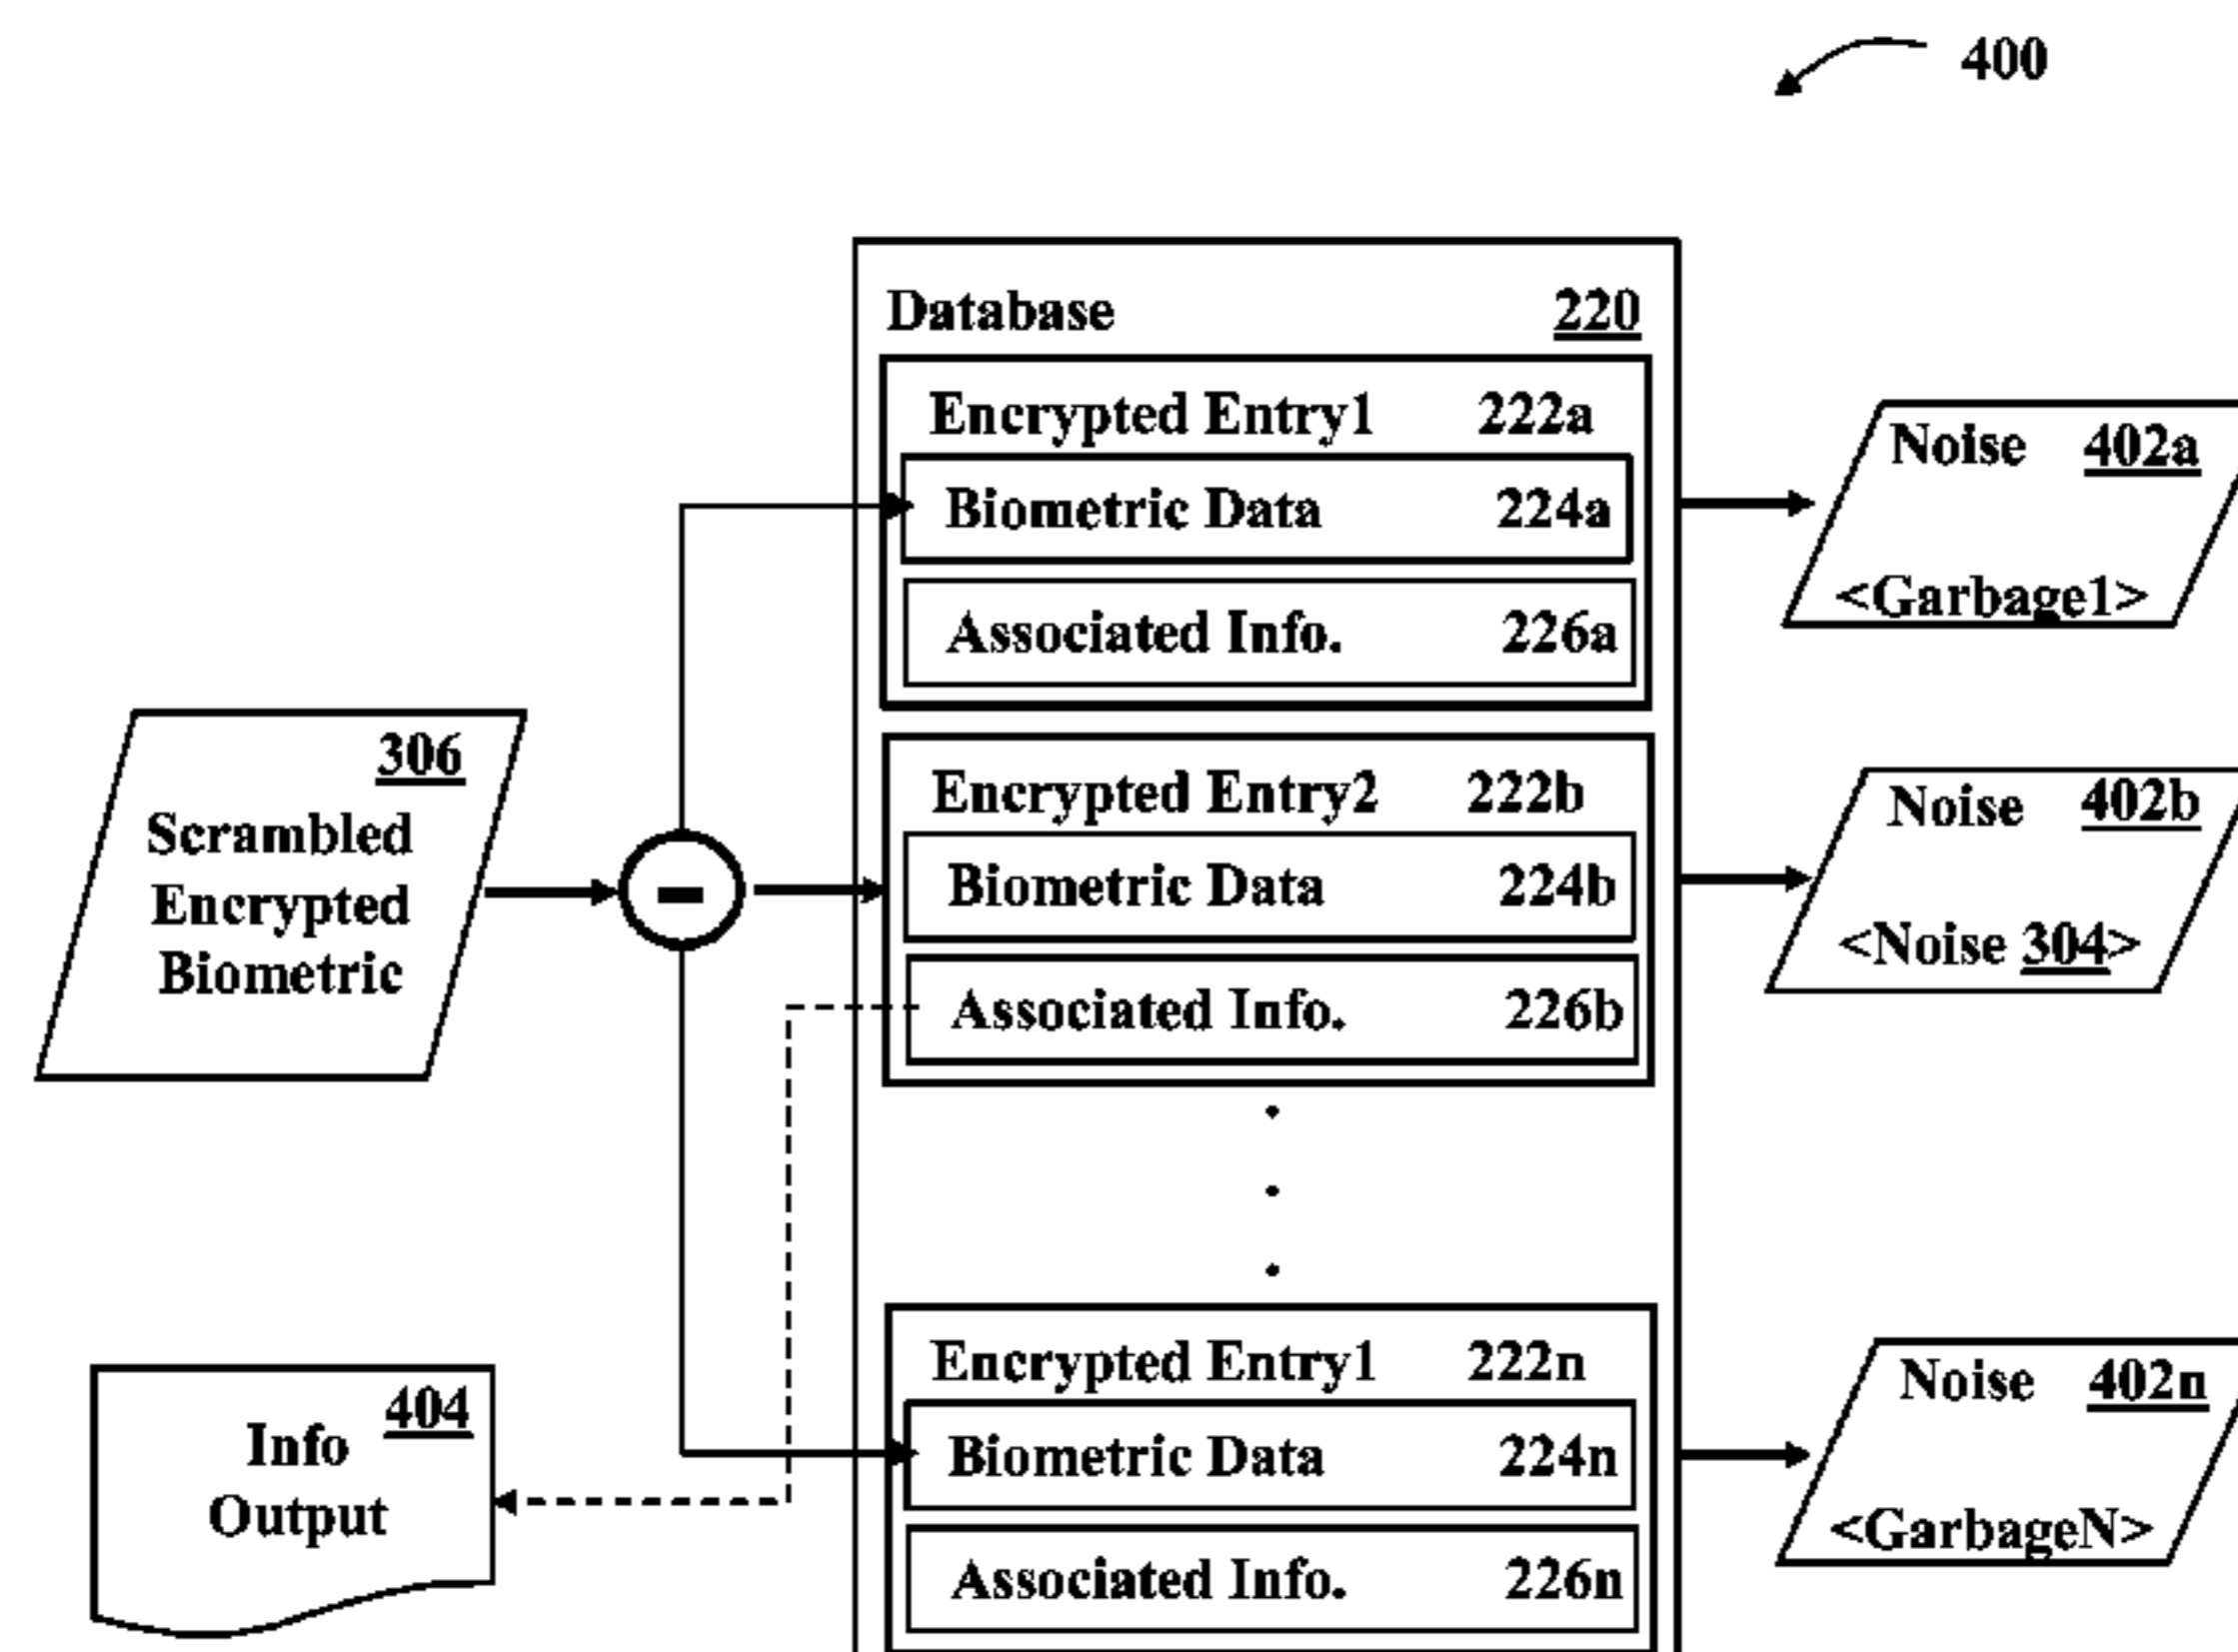 400
Database 220
Encrypted Entry1 222a
Biometric Data 224a
Associated Info. 226a
Noise 402a
<Garbage1>
306
Scrambled
Encrypted
Biometric
-
Encrypted Entry2 222b
Biometric Data 224b
Associated Info. 226b
Noise 402b
<Noise 304>
404
Info
Output
Encrypted Entry1 222n
Biometric Data 224n
Associated Info. 226n
Noise 402n
<GarbageN>